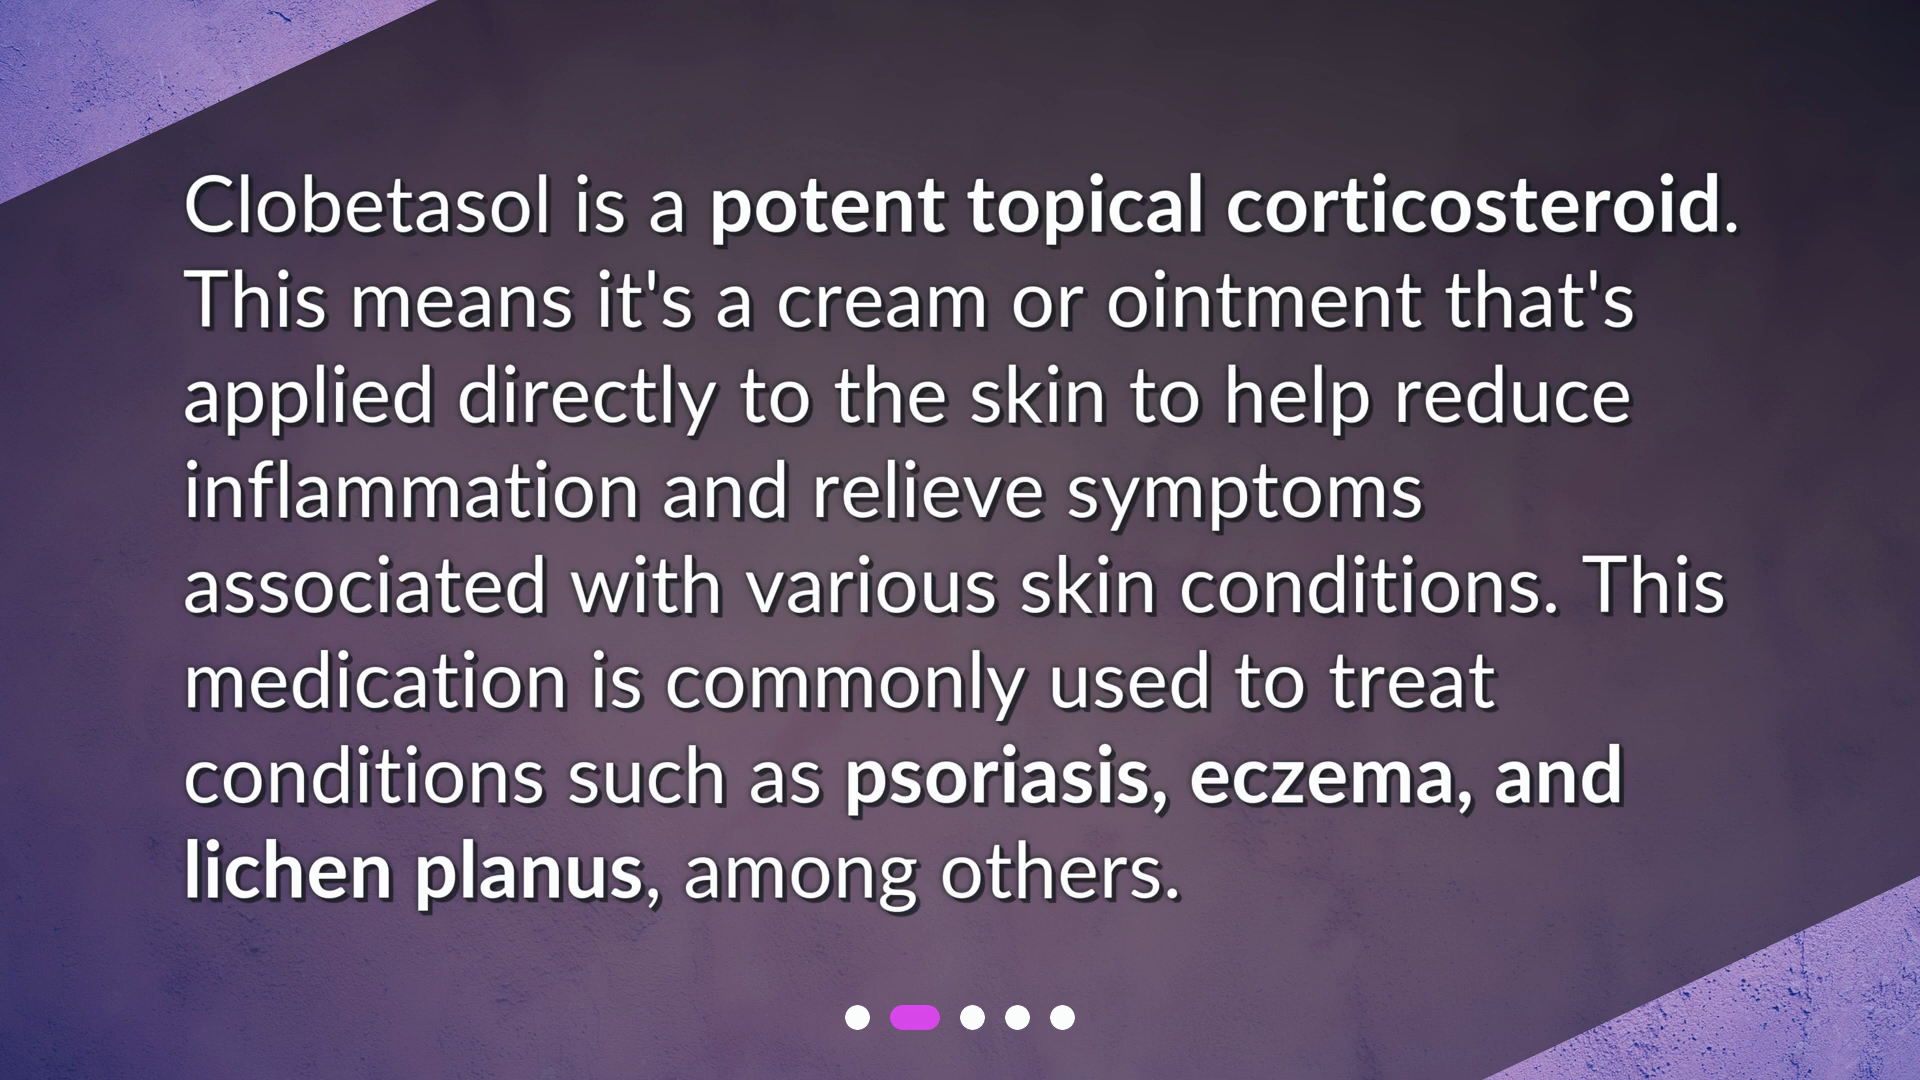 Clobetasol is a potent topical corticosteroid.
This means it's a cream or ointment that's
applied directly to the skin to help reduce
inflammation and relieve symptoms
associated with various skin conditions. This
medication is commonly used to treat
conditions such as psoriasis, eczema, and
lichen planus, among others.